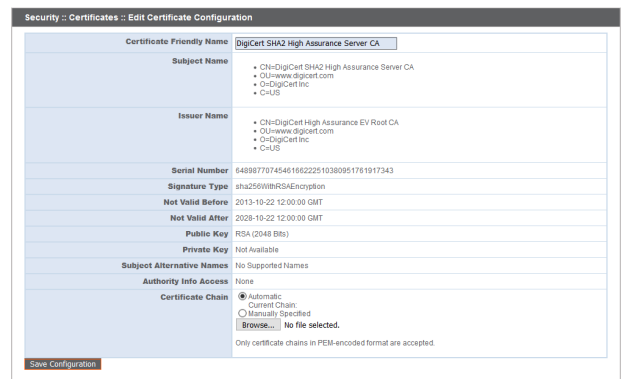 Security :: Certificates :: Edit Certificate Configuration
Certificate Friendly Name DigiCert SHA2 High Assurance Server CA
Subject Name
• CN=DigiCert SHA2 High Assurance Server CA
• OU=www.digicert.com
• O=DigiCert Inc
• C=US
Issuer Name
• CN=DigiCert High Assurance EV Root CA
• OU=www.digicert.com
• O=DigiCert Inc
• C=US
Serial Number 6489877074546166222510380951761917343
Signature Type sha256WithRSAEncryption
Not Valid Before 2013-10-22 12:00:00 GMT
Not Valid After 2028-10-22 12:00:00 GMT
Public Key RSA (2048 Bits)
Private Key Not Available
Subject Alternative Names No Supported Names
Authority Info Access None
Certificate Chain Automatic
Current Chain:
Manually Specified
Browse... No file selected.
Only certificate chains in PEM-encoded format are accepted.
Save Configuration